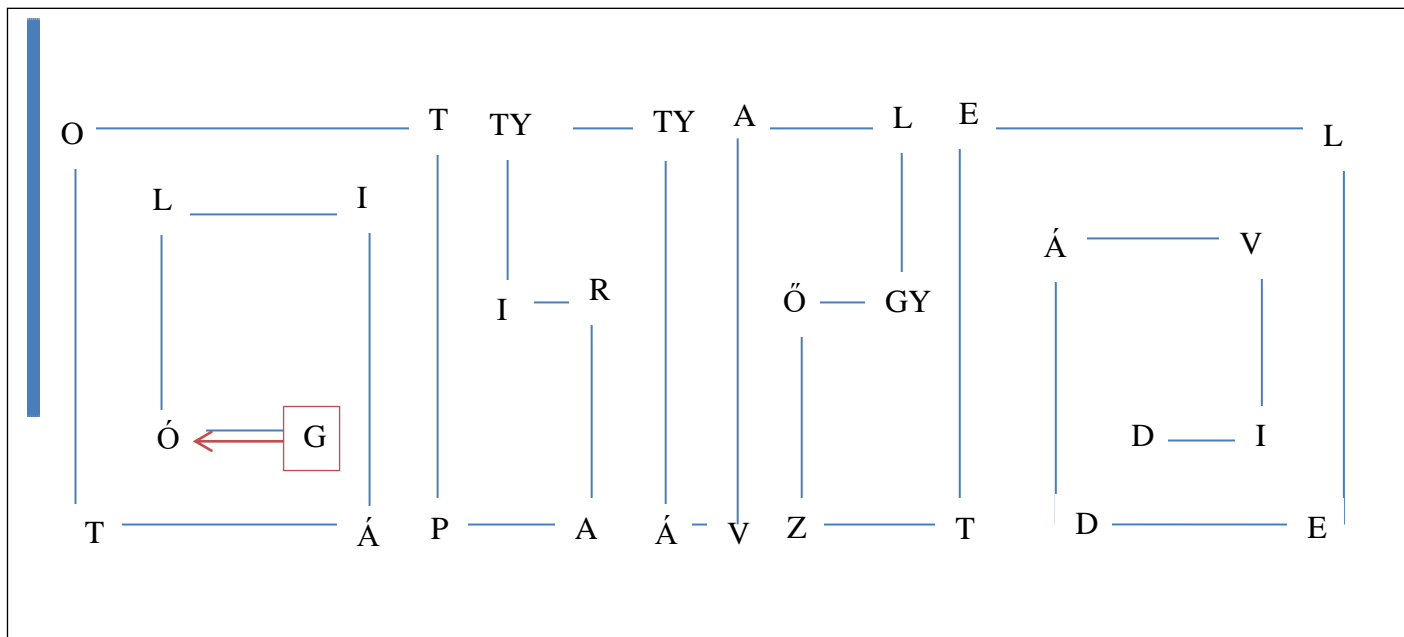 O T TY TY A L E L
L I Á V
I R Ő GY
Ó G D I
T Á P A Á V Z T D E